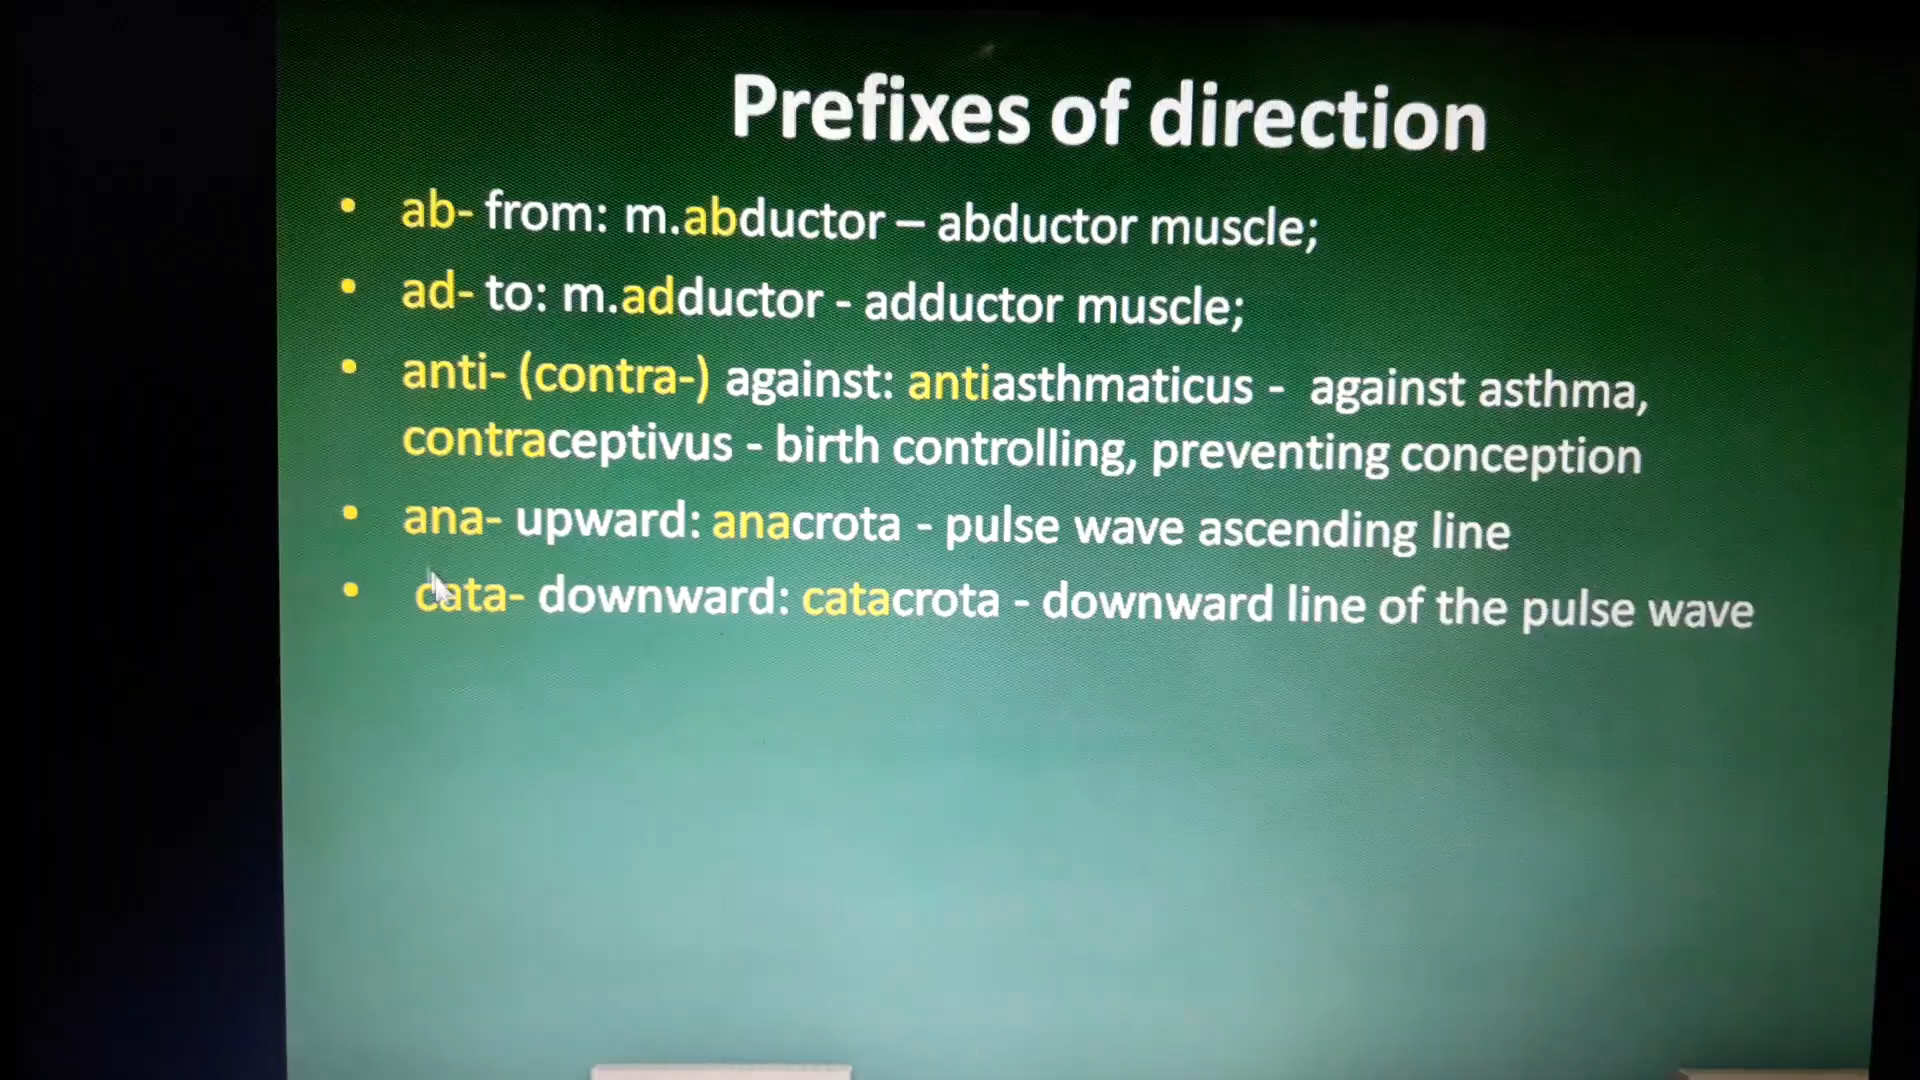 Prefixes of direction
• ab- from: m.abductor – abductor muscle;
• ad- to: m.adductor - adductor muscle;
• anti- (contra-) against: antiasthmaticus - against asthma,
contraceptivus - birth controlling, preventing conception
• ana- upward: anacrota - pulse wave ascending line
• cata- downward: catacrota - downward line of the pulse wave